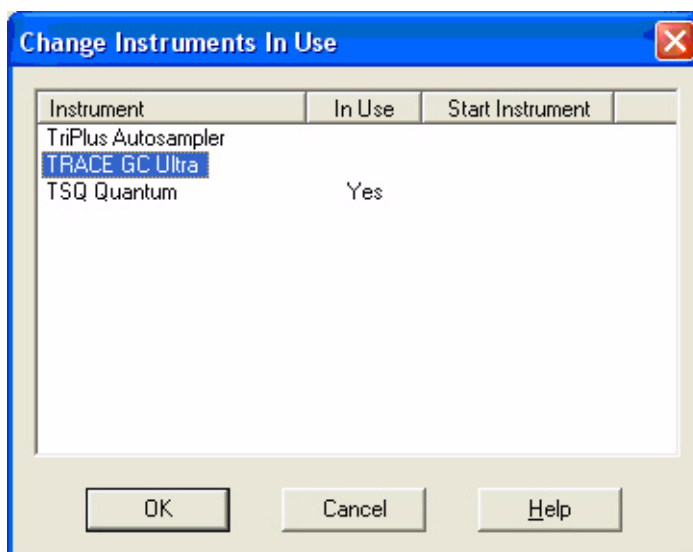 Change Instruments In Use
Instrument In Use Start Instrument
TriPlus Autosampler
TRACE GC Ultra
TSQ Quantum Yes
OK Cancel Help